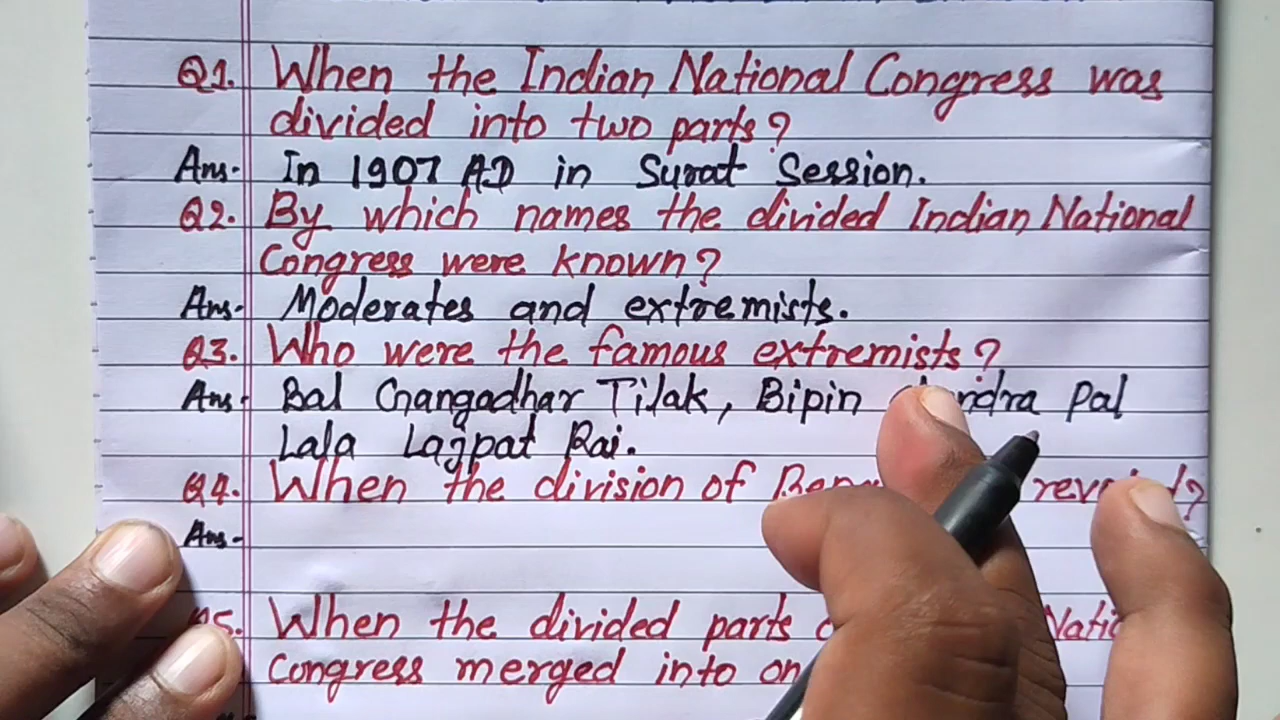 Q1. When the Indian National Congress was
divided into two parts?
Ans. In 1907 AD in Surat Session.
Q2. By which names the divided Indian National
Congress were known?
Ans. Moderates and extremists.
Q3. Who were the famous extremists?
Ans. Bal Gangadhar Tilak, Bipin Pal
Lala Lajpat Rai.
Q4. When the division of
Ans.
When the divided parts
Congress merged into